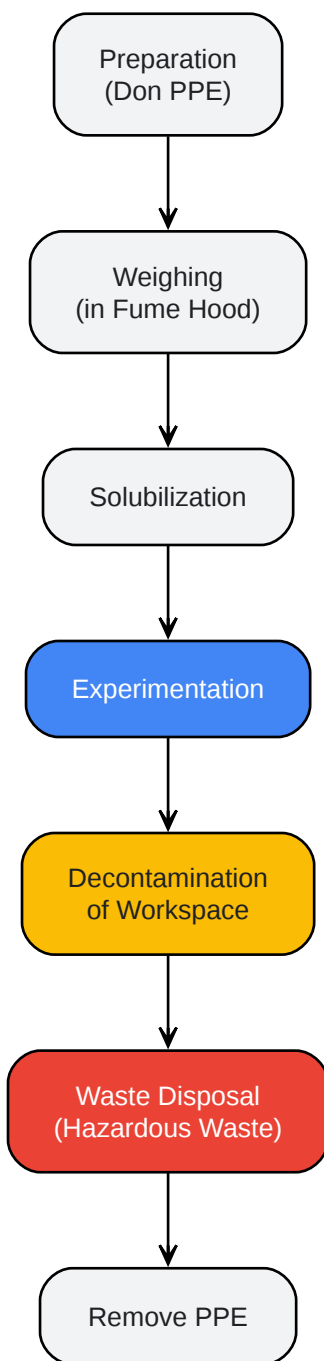 Preparation
(Don PPE)
Weighing
(in Fume Hood)
Solubilization
Experimentation
Decontamination
of Workspace
Waste Disposal
(Hazardous Waste)
Remove PPE